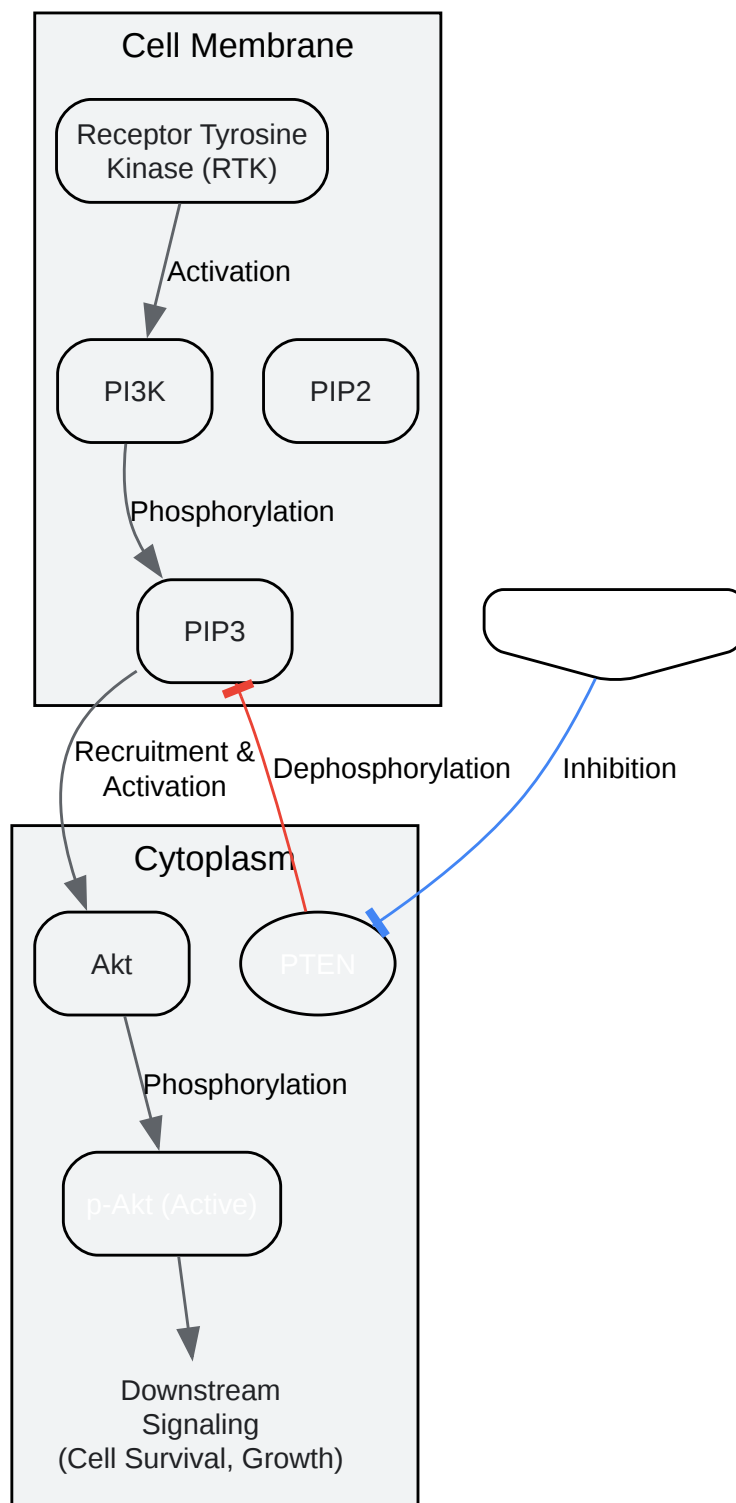 Cell Membrane
Receptor Tyrosine
Kinase (RTK)
Activation
PI3K
PIP2
Phosphorylation
PIP3
Recruitment &
Activation
Dephosphorylation
Inhibition
Cytoplasm
Akt
PTEN
Phosphorylation
p-Akt (Active)
Downstream
Signaling
(Cell Survival, Growth)